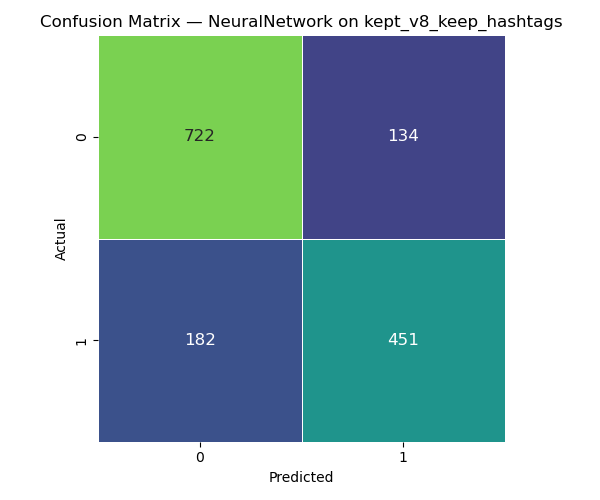 Confusion Matrix — NeuralNetwork on kept_v8_keep_hashtags
0
722
134
Actual
1
182
451
0
1
Predicted